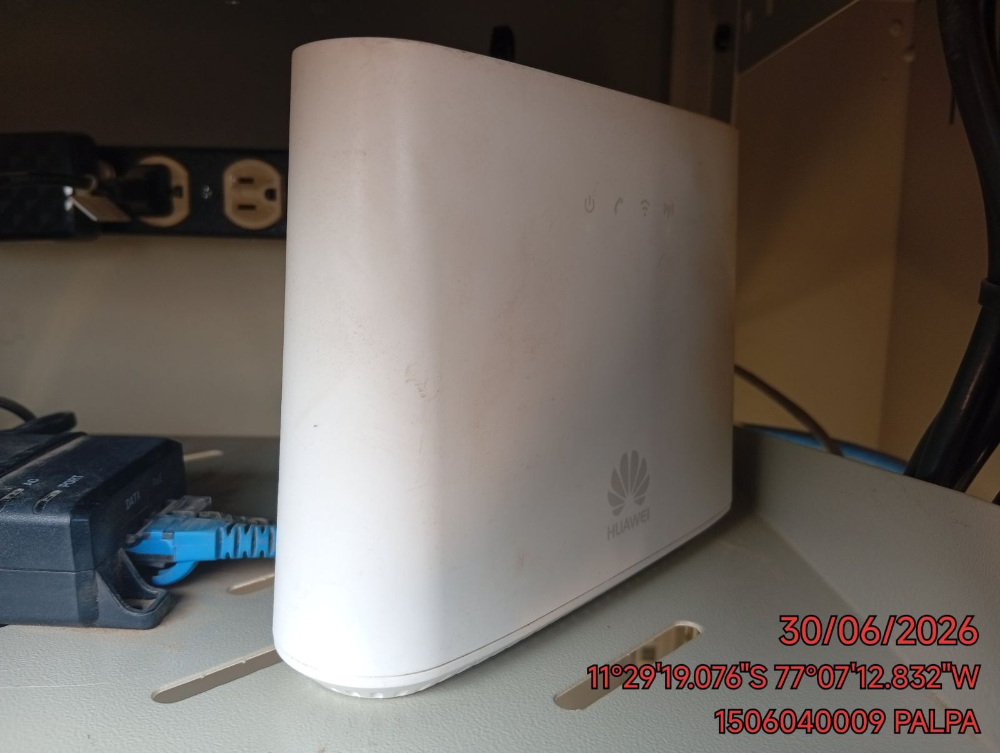 AC
PORT
DATA
PoE
HUAWEI
30/06/2026
11°29'19.076"S 77°07'12.832"W
1506040009 PALPA